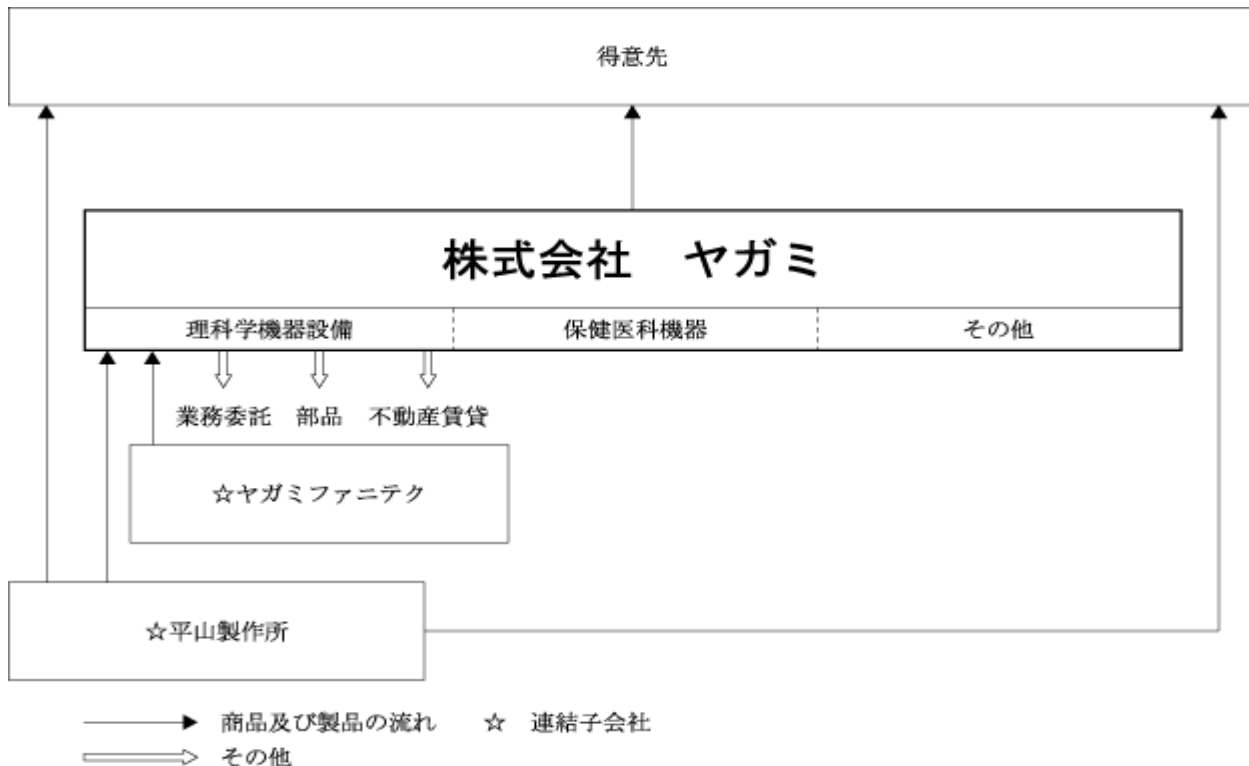 得意先
株式会社　ヤガミ
理科学機器設備　保健医科機器　その他
業務委託　部品　不動産賃貸
☆ヤガミファニテク
☆平山製作所
商品及び製品の流れ　☆　連結子会社
その他